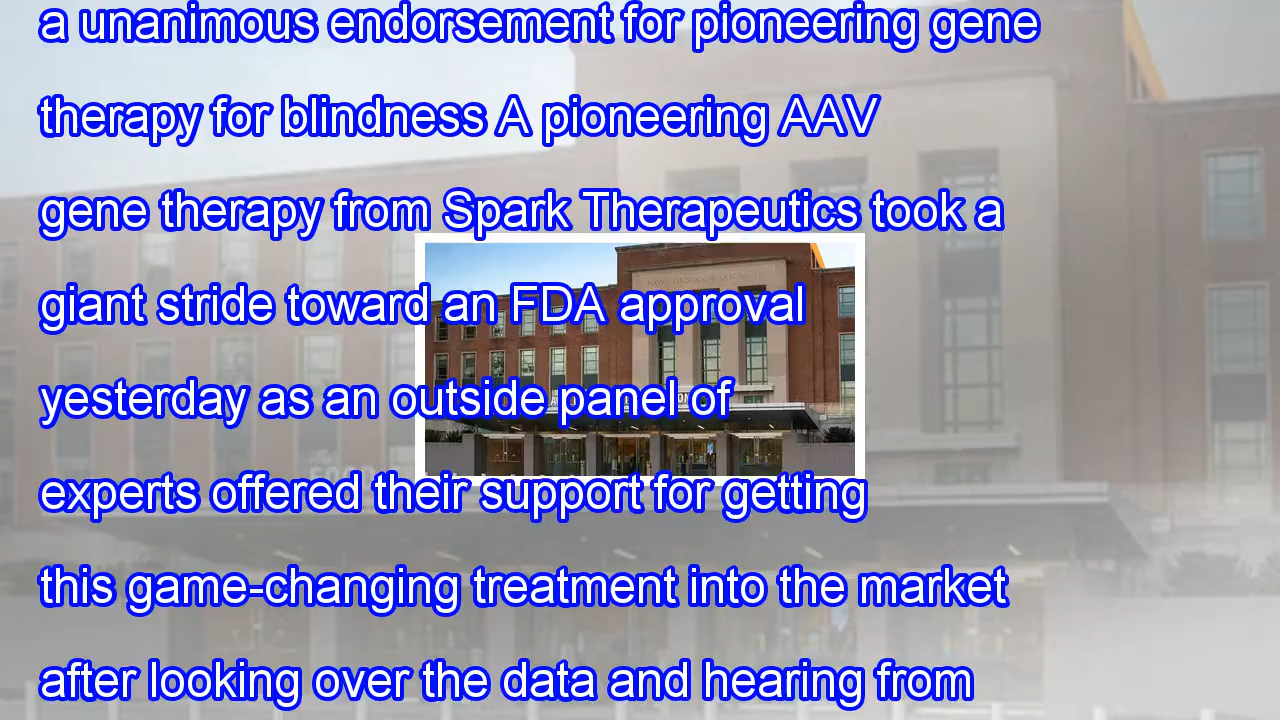 a unanimous endorsement for pioneering gene
therapy for blindness A pioneering AAV
gene therapy from Spark Therapeutics took a
giant stride toward an FDA approval
yesterday as an outside panel of
experts offered their support for getting
this game-changing treatment into the market
after looking over the data and hearing from